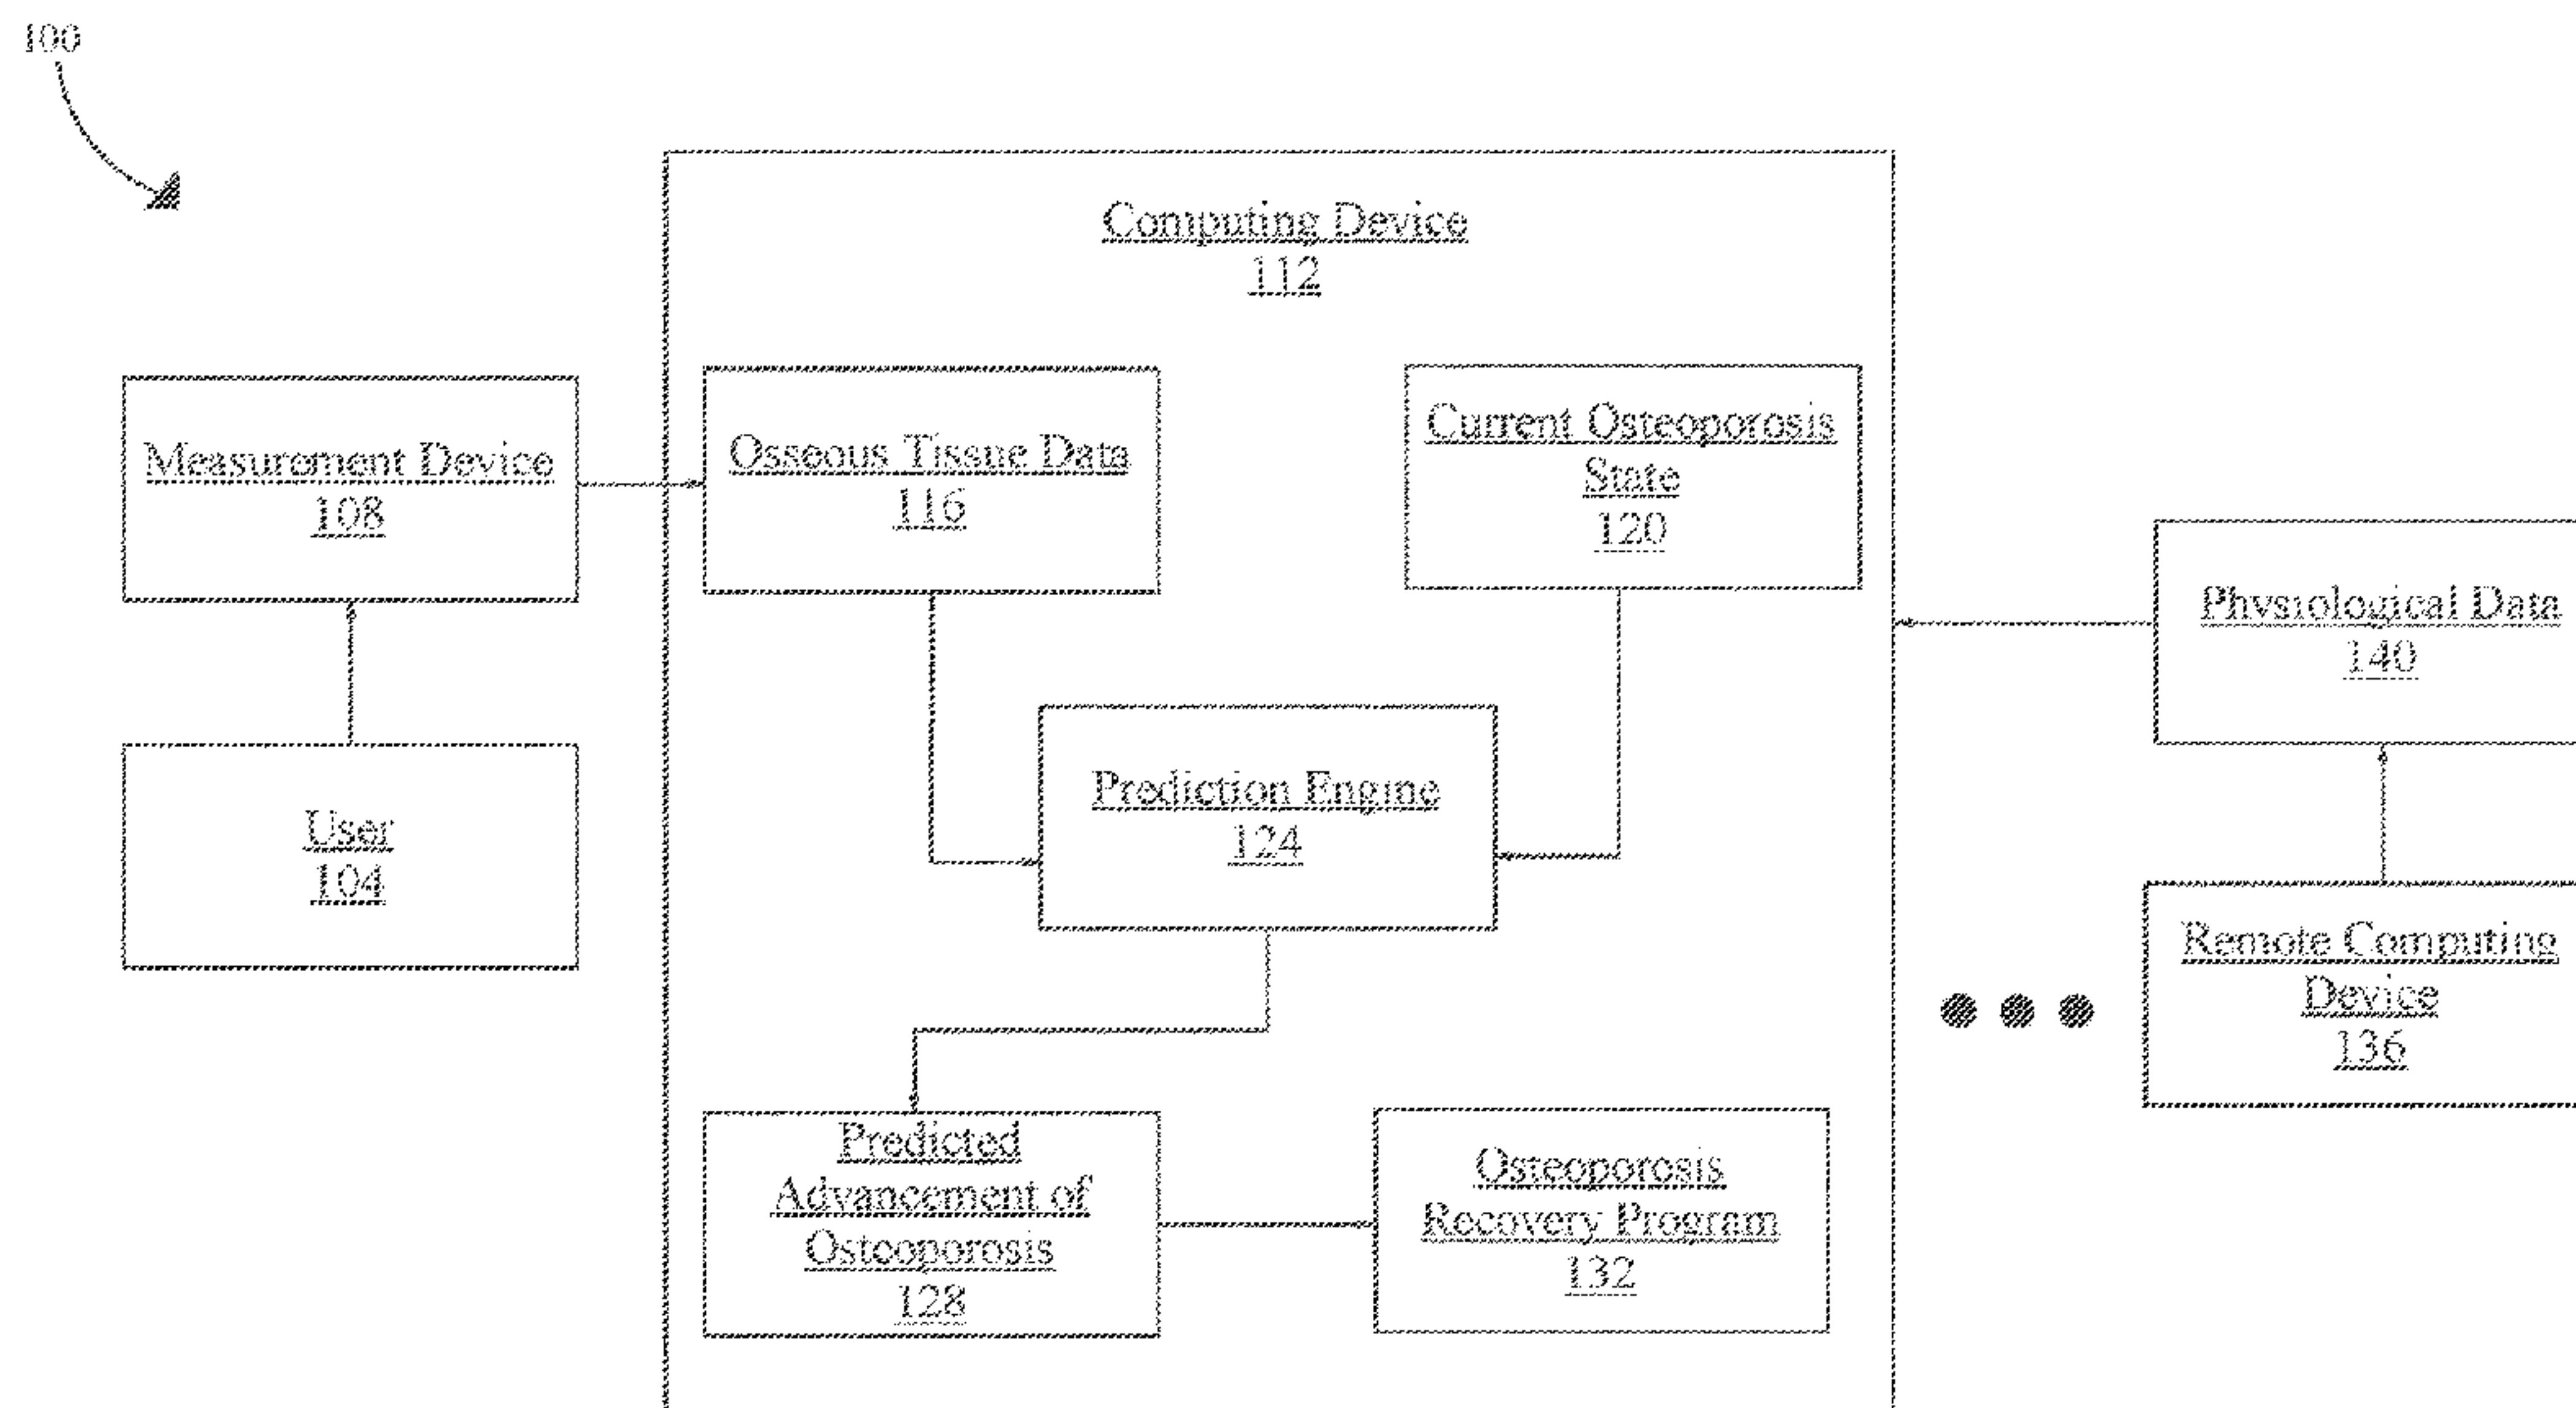 100
Computing Device
112
Measurement Device
108
Osseous Tissue Data
116
Current Osteoporosis
State
120
Physiological Data
140
User
104
Prediction Engine
124
Remote Computing
Device
136
Predicted
Advancement of
Osteoporosis
128
Osteoporosis
Recovery Program
132